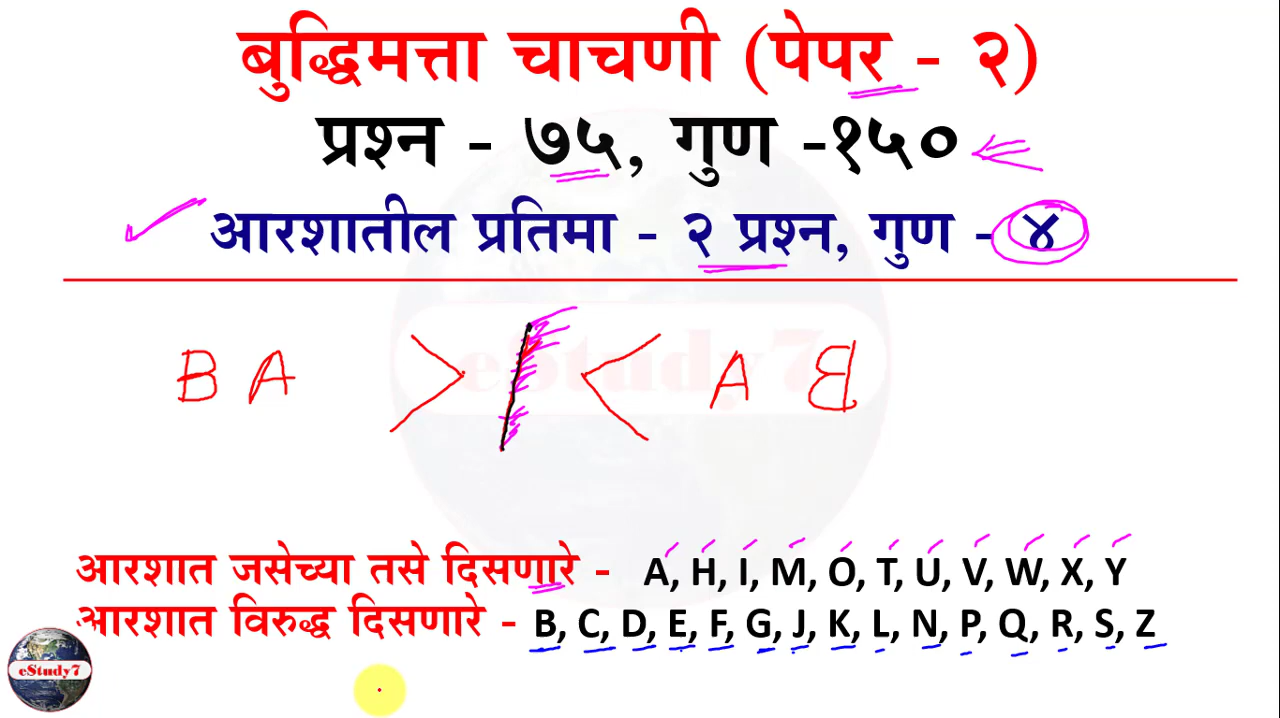 बुद्धिमत्ता चाचणी (पेपर - २)
प्रश्न - ७५, गुण -१५०
आरशातील प्रतिमा - २ प्रश्न, गुण - ४
B A > < A B
eStudy7
आरशात जसेच्या तसे दिसणारे - A, H, I, M, O, T, U, V, W, X, Y
आरशात विरुद्ध दिसणारे - B, C, D, E, F, G, J, K, L, N, P, Q, R, S, Z
eStudy7